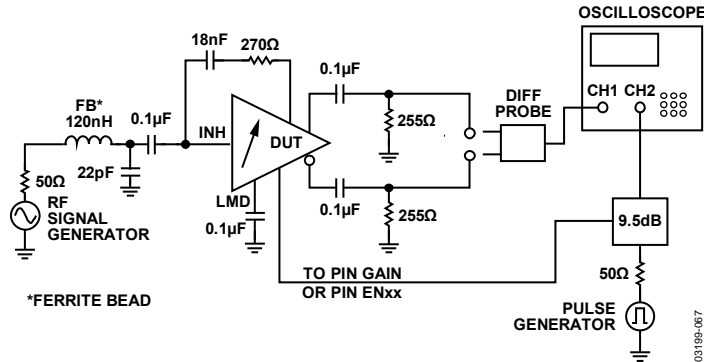 OSCILLOSCOPE
18nF
270Ω
FB*
120nH
0.1µF
0.1µF
DIFF
PROBE
CH1
CH2
INH
DUT
255Ω
50Ω
22pF
LMD
0.1µF
0.1µF
255Ω
9.5dB
RF
SIGNAL
GENERATOR
50Ω
TO PIN GAIN
OR PIN ENxx
*FERRITE BEAD
PULSE
GENERATOR
03199-067